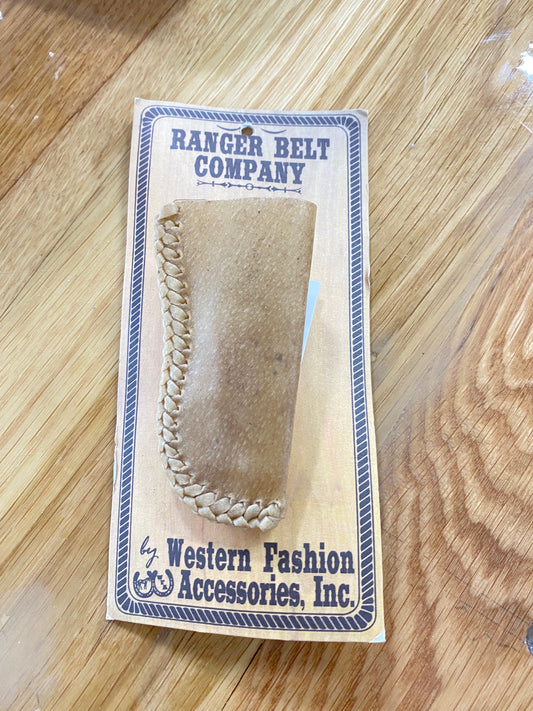 RANGER BELT
COMPANY
by Western Fashion
Accessories, Inc.